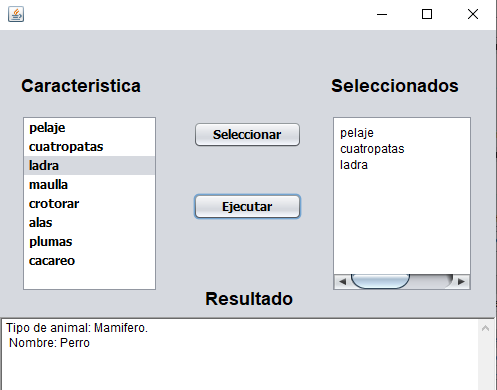 Caracteristica
Seleccionados
pelaje
cuatropatas
ladra
maulla
crotorar
alas
plumas
cacareo
Seleccionar
Ejecutar
pelaje
cuatropatas
ladra
Resultado
Tipo de animal: Mamifero.
Nombre: Perro